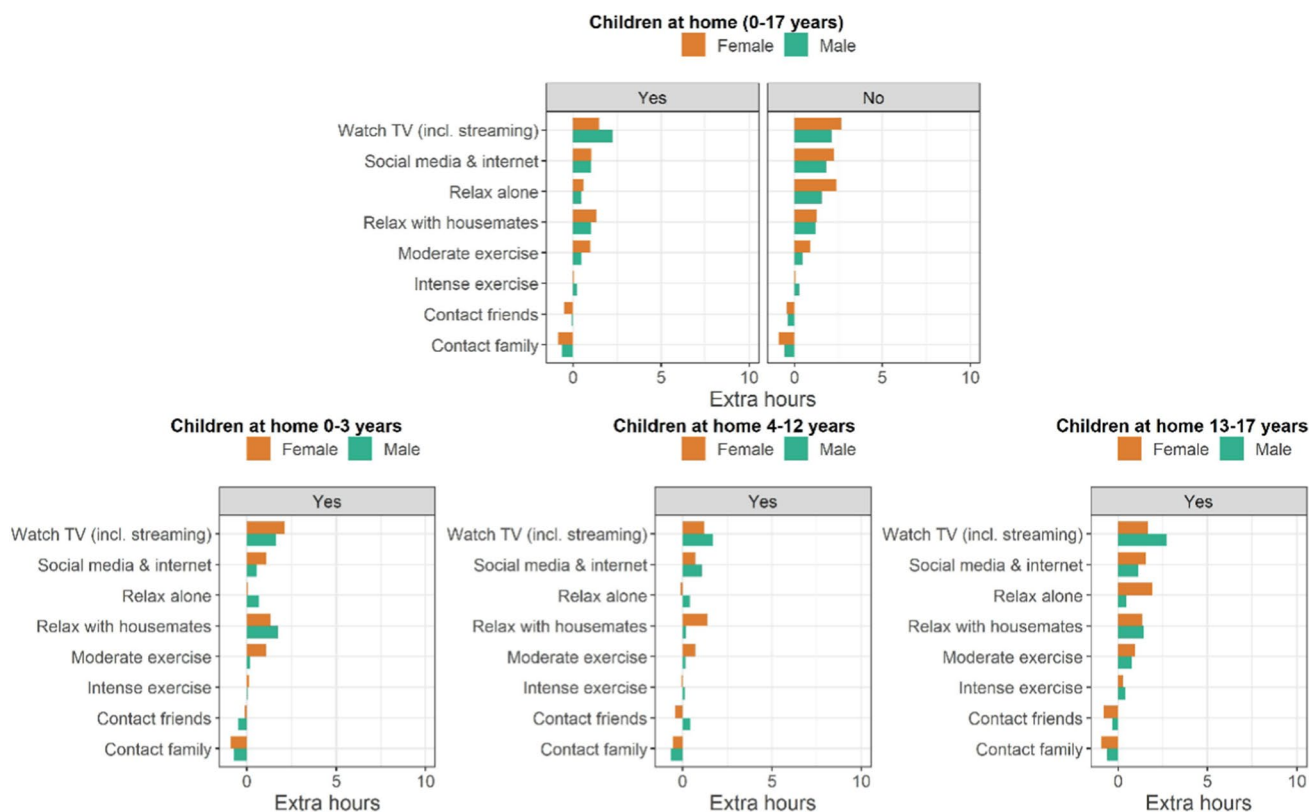 Children at home (0-17 years)
Female Male
Yes No
Watch TV (incl. streaming)
Social media & internet
Relax alone
Relax with housemates
Moderate exercise
Intense exercise
Contact friends
Contact family
0 5 10 0 5 10
Extra hours
Children at home 0-3 years
Female Male
Yes
Watch TV (incl. streaming)
Social media & internet
Relax alone
Relax with housemates
Moderate exercise
Intense exercise
Contact friends
Contact family
0 5 10
Extra hours
Children at home 4-12 years
Female Male
Yes
Watch TV (incl. streaming)
Social media & internet
Relax alone
Relax with housemates
Moderate exercise
Intense exercise
Contact friends
Contact family
0 5 10
Extra hours
Children at home 13-17 years
Female Male
Yes
Watch TV (incl. streaming)
Social media & internet
Relax alone
Relax with housemates
Moderate exercise
Intense exercise
Contact friends
Contact family
0 5 10
Extra hours